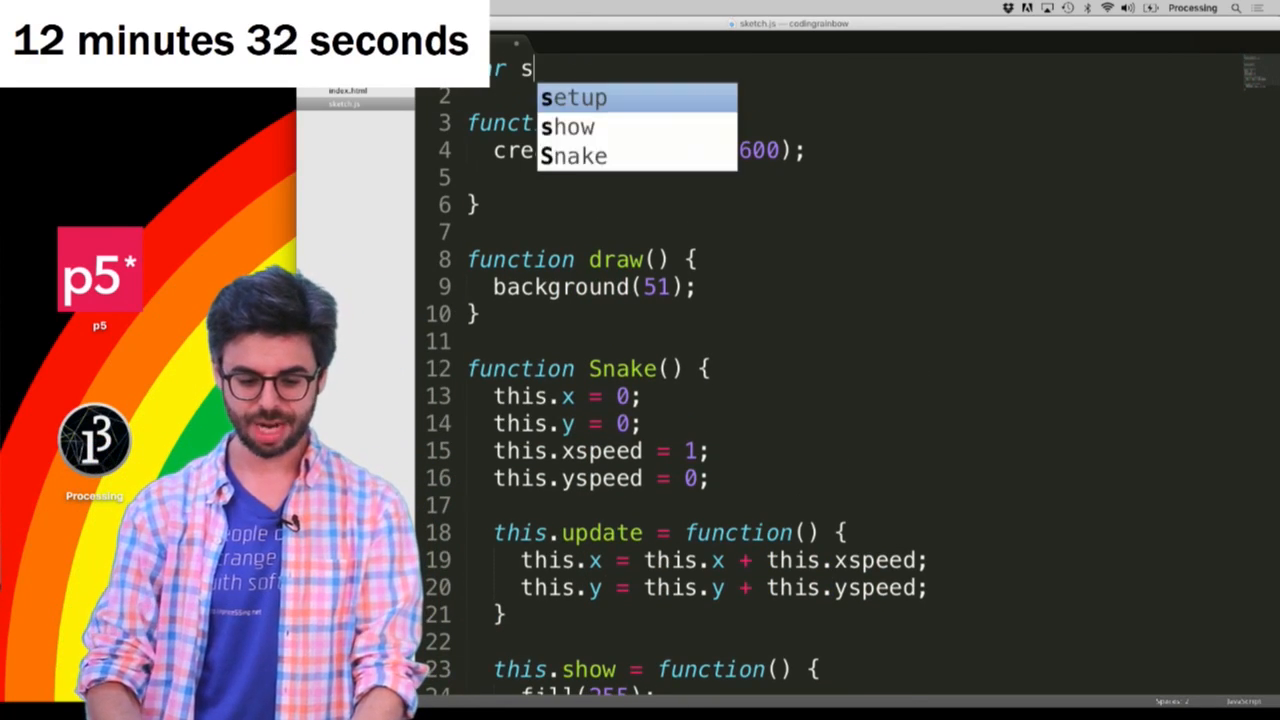 12 minutes 32 seconds
Processing
sketch.js — codingrainbow
index.html
sketch.js
ar s
setup
show
Snake
2
3 funct
4 cre 600);
5
6 }
7
8 function draw() {
9 background(51);
10 }
11
12 function Snake() {
13 this.x = 0;
14 this.y = 0;
15 this.xspeed = 1;
16 this.yspeed = 0;
17
18 this.update = function() {
19 this.x = this.x + this.xspeed;
20 this.y = this.y + this.yspeed;
21 }
22
23 this.show = function() {
24 fill(255);
p5*
p5
Processing
eople
range
with soft
Spaces: 2
JavaScript